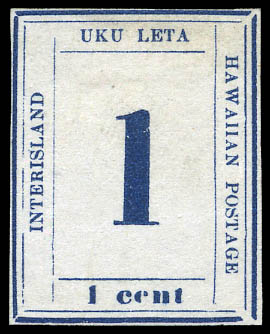 UKU LETA
INTERISLAND
1
HAWAIIAN POSTAGE
1 cent